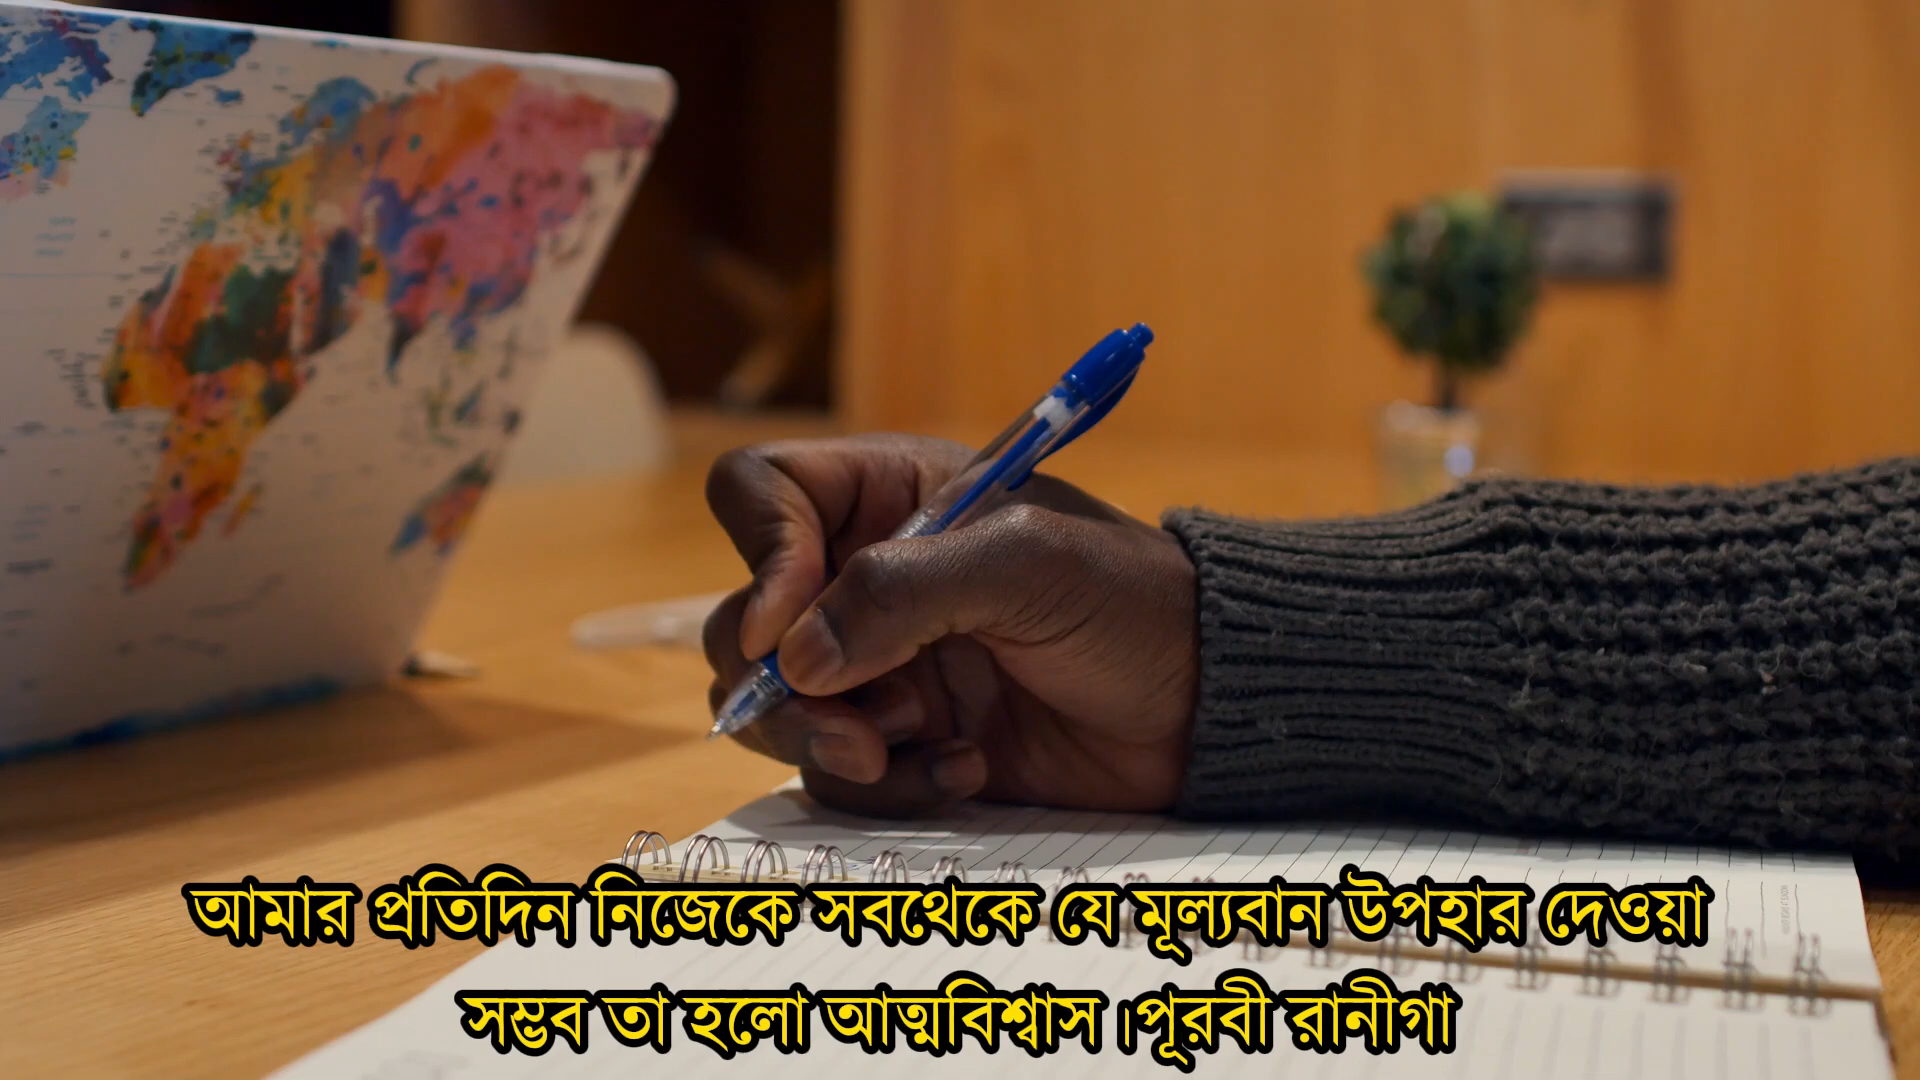 আমার প্রতিদিন নিজেকে সবথেকে যে মূল্যবান উপহার দেওয়া
সম্ভব তা হলো আত্মবিশ্বাস ।পূরবী রানীগা